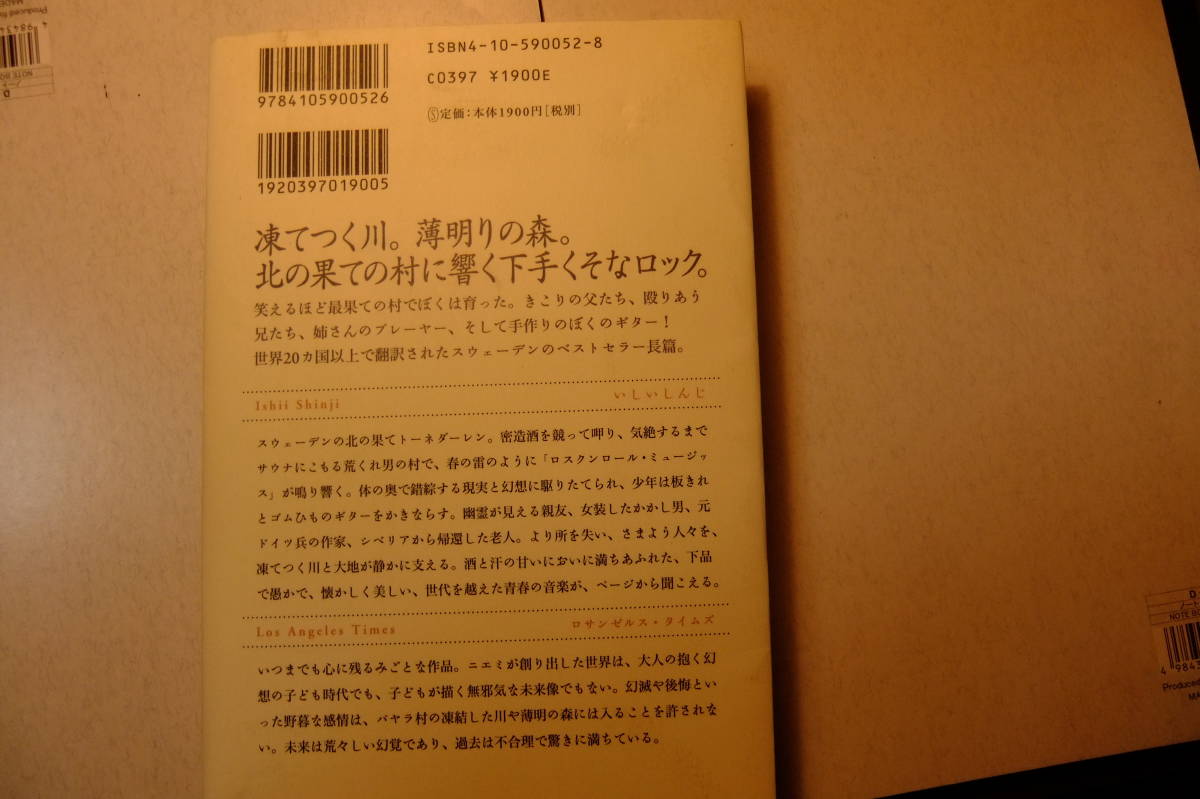 ISBN4-10-590052-8
C0397 ¥1900E
9784105900526
Ⓢ定価：本体1900円[税別]
1920397019005
凍てつく川。薄明りの森。
北の果ての村に響く下手くそなロック。
笑えるほど最果ての村でぼくは育った。きこりの父たち、殴りあう
兄たち、姉さんのプレーヤー、そして手作りのぼくのギター！
世界20カ国以上で翻訳されたスウェーデンのベストセラー長篇。
Ishii Shinji いしいしんじ
スウェーデンの北の果てトーネダーレン。密造酒を競って呷り、気絶するまで
サウナにこもる荒くれ男の村で、春の雷のように「ロスクンロール・ミュージッ
ス」が鳴り響く。体の奥で錯綜する現実と幻想に駆りたてられ、少年は板きれ
とゴムひものギターをかきならす。幽霊が見える親友、女装したかかし男、元
ドイツ兵の作家、シベリアから帰還した老人。より所を失い、さまよう人々を、
凍てつく川と大地が静かに支える。酒と汗の甘いにおいに満ちあふれた、下品
で愚かで、懐かしく美しい、世代を越えた青春の音楽が、ページから聞こえる。
Los Angeles Times ロサンゼルス・タイムズ
いつまでも心に残るみごとな作品。ニエミが創り出した世界は、大人の抱く幻
想の子ども時代でも、子どもが描く無邪気な未来像でもない。幻滅や後悔とい
った野暮な感情は、パヤラ村の凍結した川や薄明の森には入ることを許されな
い。未来は荒々しい幻覚であり、過去は不合理で驚きに満ちている。
Produced
MADE
4 98434
NOTE BO
ノート
D
D
ノート
NOTE BO
4 9843
Produced
MA